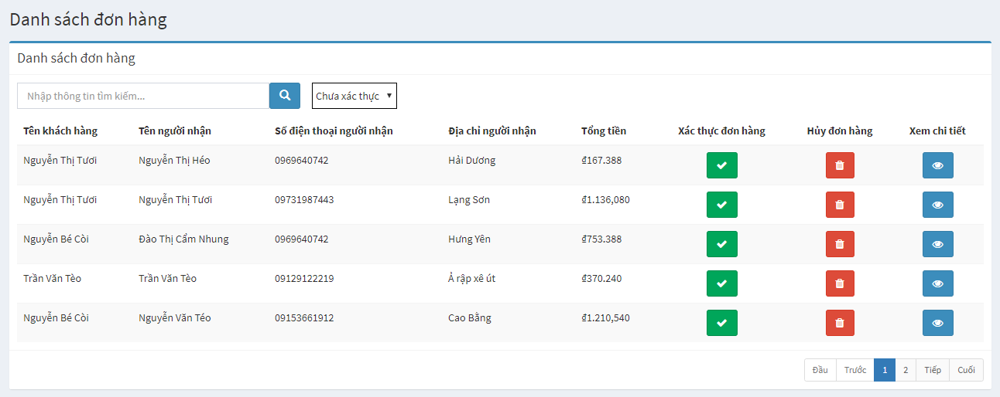 Danh sách đơn hàng
Danh sách đơn hàng
Nhập thông tin tìm kiếm... Chưa xác thực
Tên khách hàng Tên người nhận Số điện thoại người nhận Địa chỉ người nhận Tổng tiền Xác thực đơn hàng Hủy đơn hàng Xem chi tiết
Nguyễn Thị Tươi Nguyễn Thị Héo 0969640742 Hải Dương ₫167.388
Nguyễn Thị Tươi Nguyễn Thị Tươi 09731987443 Lạng Sơn ₫1.136,080
Nguyễn Bé Còi Đào Thị Cẩm Nhung 0969640742 Hưng Yên ₫753.388
Trần Văn Tèo Trần Văn Tèo 09129122219 Ả rập xê út ₫370.240
Nguyễn Bé Còi Nguyễn Văn Téo 09153661912 Cao Bằng ₫1.210,540
Đầu Trước 1 2 Tiếp Cuối